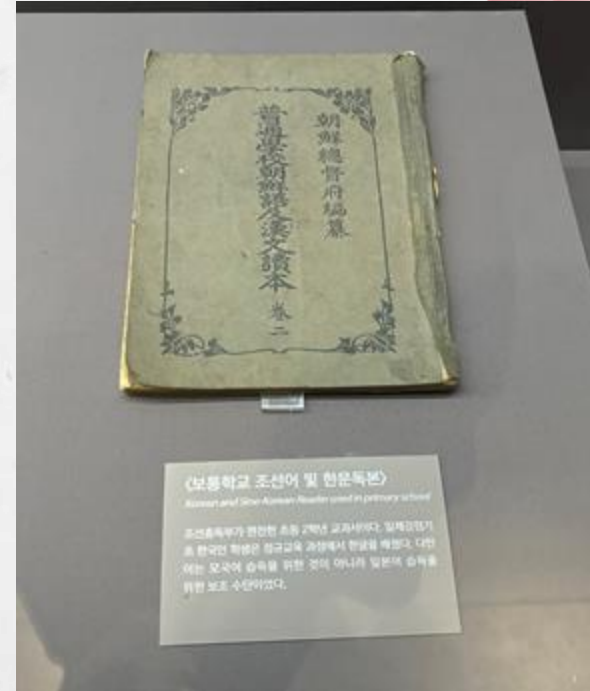 朝鮮總督府編纂
普通學校朝鮮語及漢文讀本 卷二
《보통학교 조선어 및 한문독본》
Korean and Sino-Korean Reader used in primary school
조선총독부가 편찬한 초등 2학년 교과서이다. 일제강점기
초 한국인 학생은 정규교육 과정에서 한글을 배웠다. 다만
이는 모국어 습득을 위한 것이 아니라 일본어 습득을
위한 보조 수단이었다.